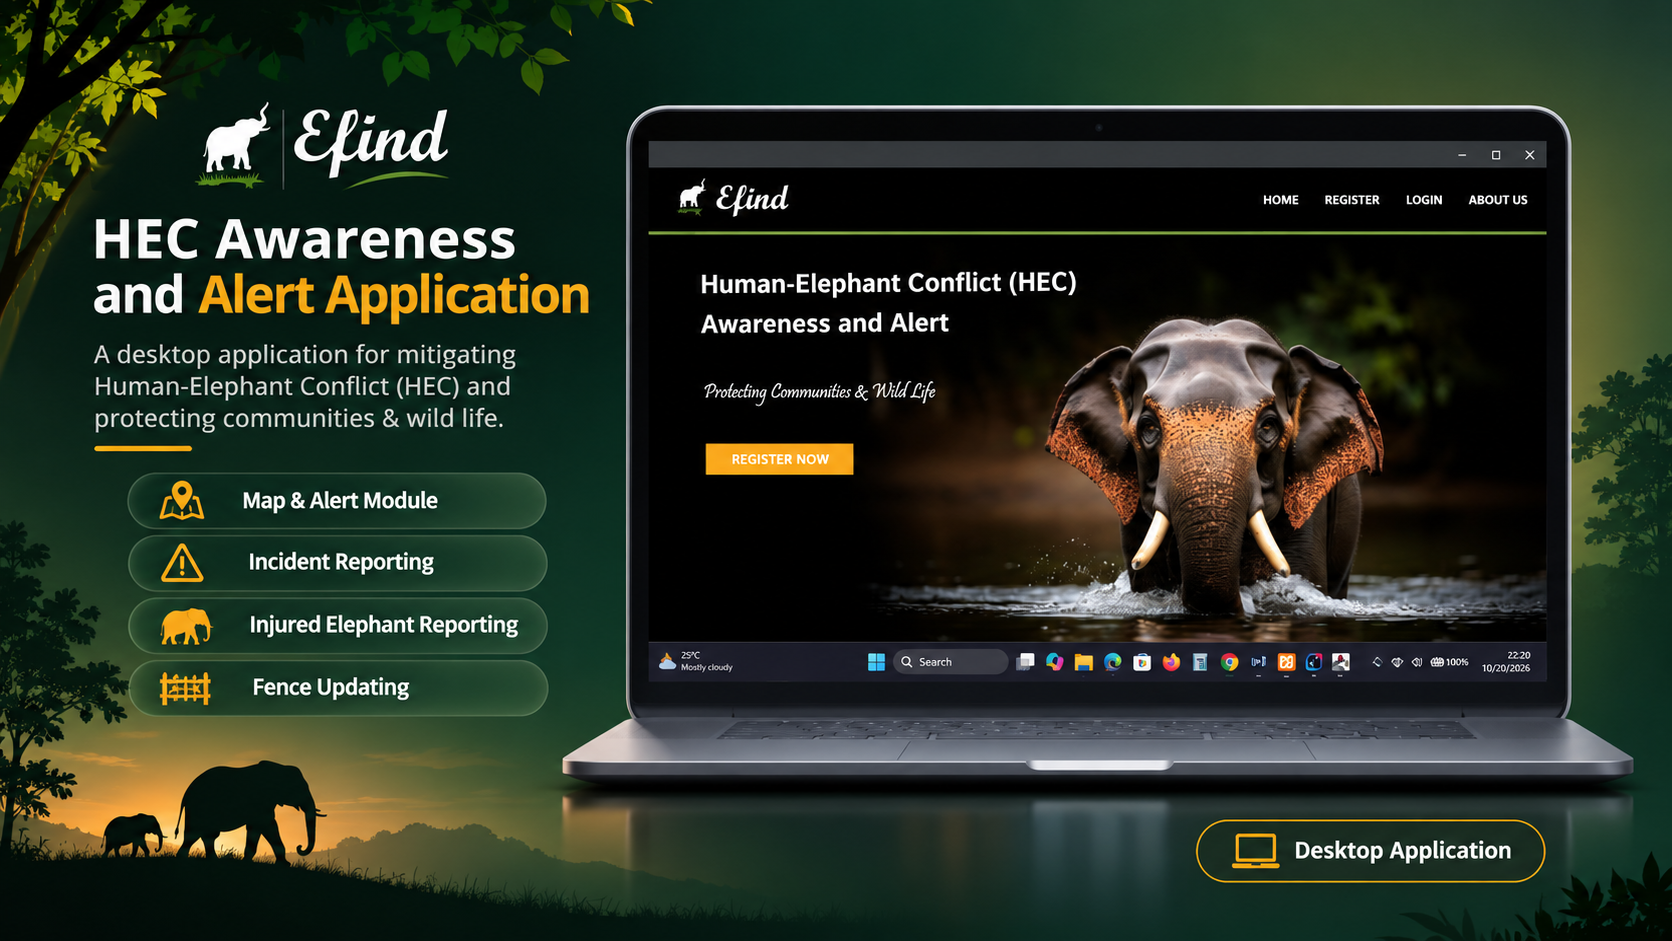 Efind
HEC Awareness
and Alert Application
A desktop application for mitigating
Human-Elephant Conflict (HEC) and
protecting communities & wild life.
Map & Alert Module
Incident Reporting
Injured Elephant Reporting
Fence Updating
Efind
HOME REGISTER LOGIN ABOUT US
Human-Elephant Conflict (HEC)
Awareness and Alert
Protecting Communities & Wild Life
REGISTER NOW
25°C
Mostly cloudy
Search
100%
22:20
10/20/2026
Desktop Application